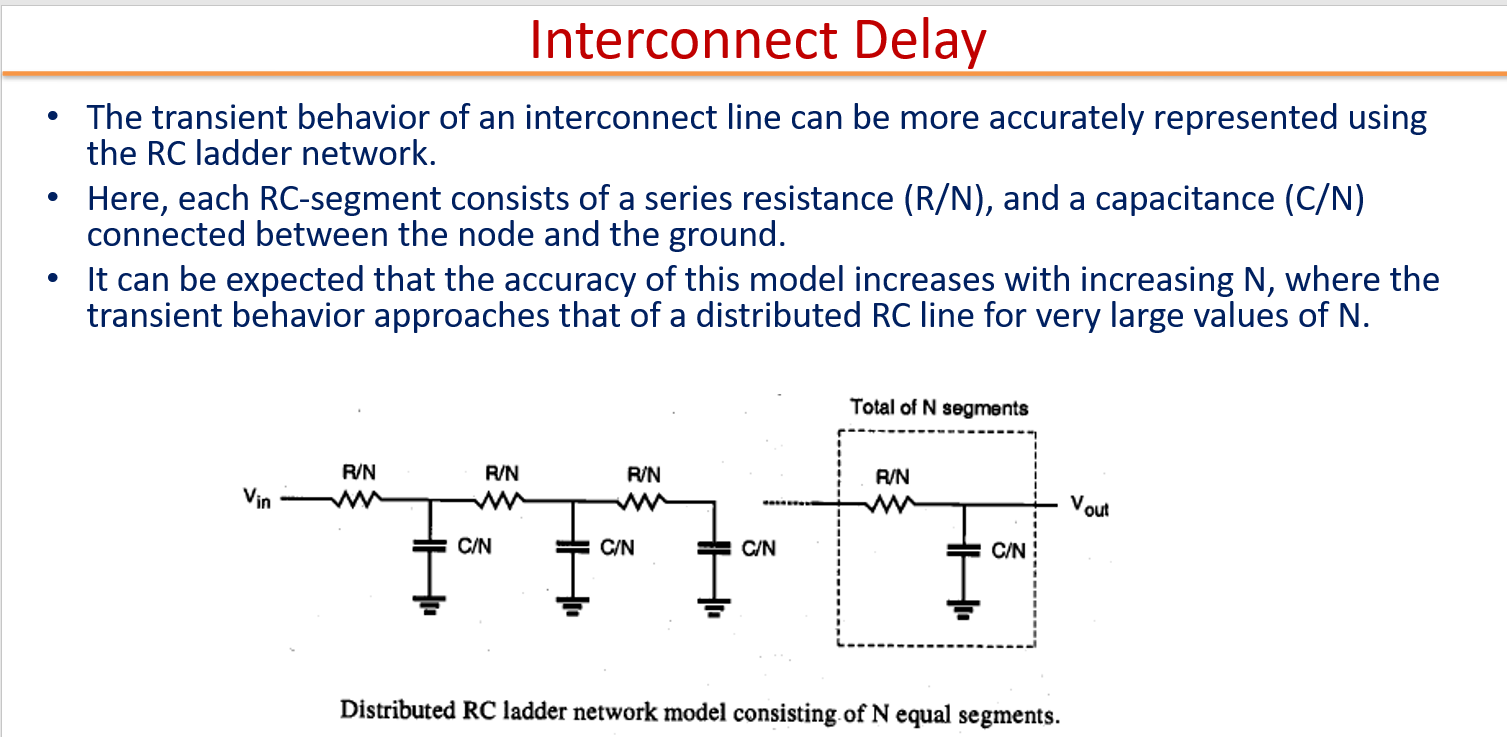 Interconnect Delay
• The transient behavior of an interconnect line can be more accurately represented using
the RC ladder network.
• Here, each RC-segment consists of a series resistance (R/N), and a capacitance (C/N)
connected between the node and the ground.
• It can be expected that the accuracy of this model increases with increasing N, where the
transient behavior approaches that of a distributed RC line for very large values of N.
Total of N segments
R/N R/N R/N R/N
Vin Vout
C/N C/N C/N C/N
Distributed RC ladder network model consisting of N equal segments.